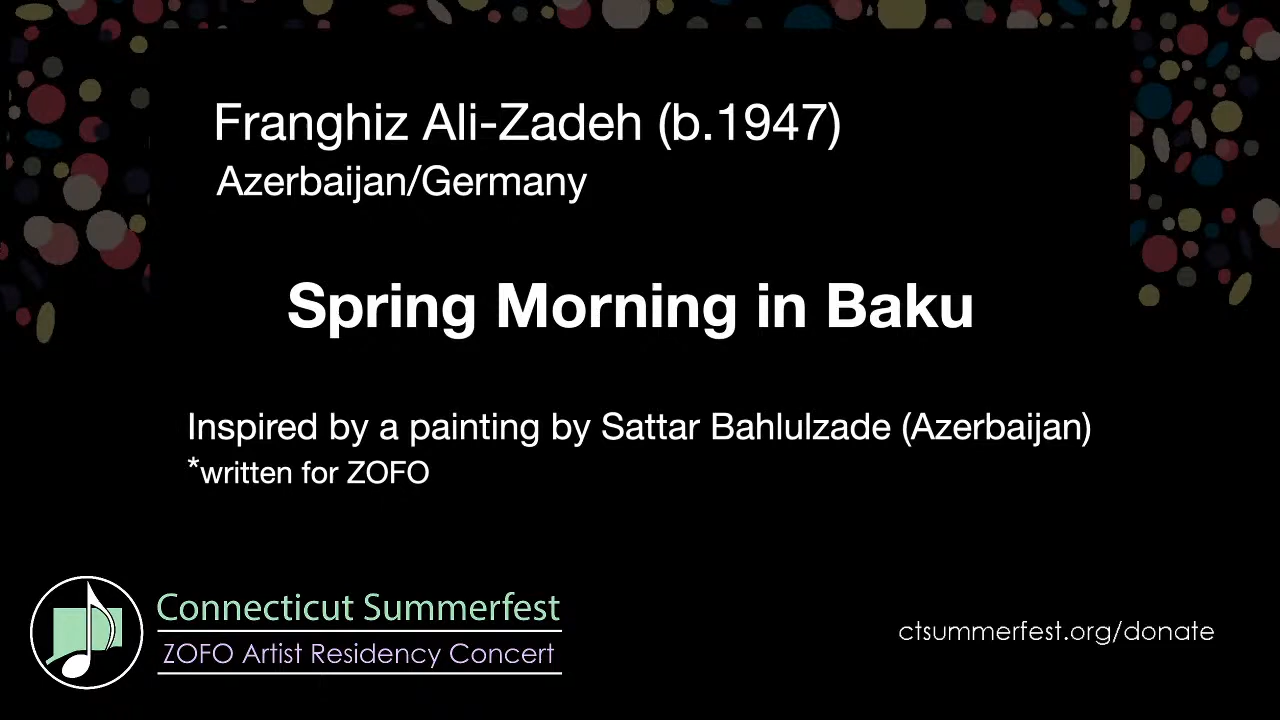 Franghiz Ali-Zadeh (b.1947)
Azerbaijan/Germany
Spring Morning in Baku
Inspired by a painting by Sattar Bahlulzade (Azerbaijan)
*written for ZOFO
Connecticut Summerfest
ZOFO Artist Residency Concert
ctsummerfest.org/donate